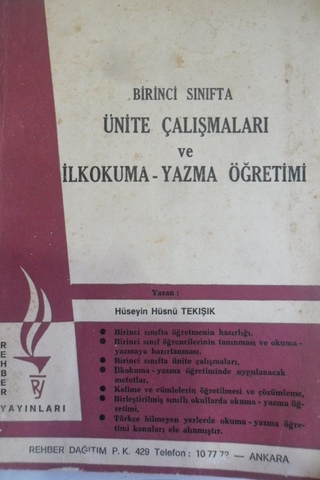 BİRİNCİ SINIFTA
ÜNİTE ÇALIŞMALARI
ve
İLKOKUMA - YAZMA ÖĞRETİMİ
Yazan :
Hüseyin Hüsnü TEKIŞIK
● Birinci sınıfta öğretmenin hazırlığı,
● Birinci sınıf öğrencilerinin tanınması ve okuma -
yazmaya hazırlanması,
● Birinci sınıfta ünite çalışmaları,
● İlkokuma - yazma öğretiminde uygulanacak
metotlar,
● Kelime ve cümlelerin öğretilmesi ve çözümleme,
● Birleştirilmiş sınıflı okullarda okuma - yazma öğ-
retimi,
● Türkçe bilmeyen yerlerde okuma - yazma öğre-
timi konuları ele alınmıştır.
REHBER
RY
YAYINLARI
REHBER DAĞITIM P. K. 429 Telefon : 10 77 — ANKARA